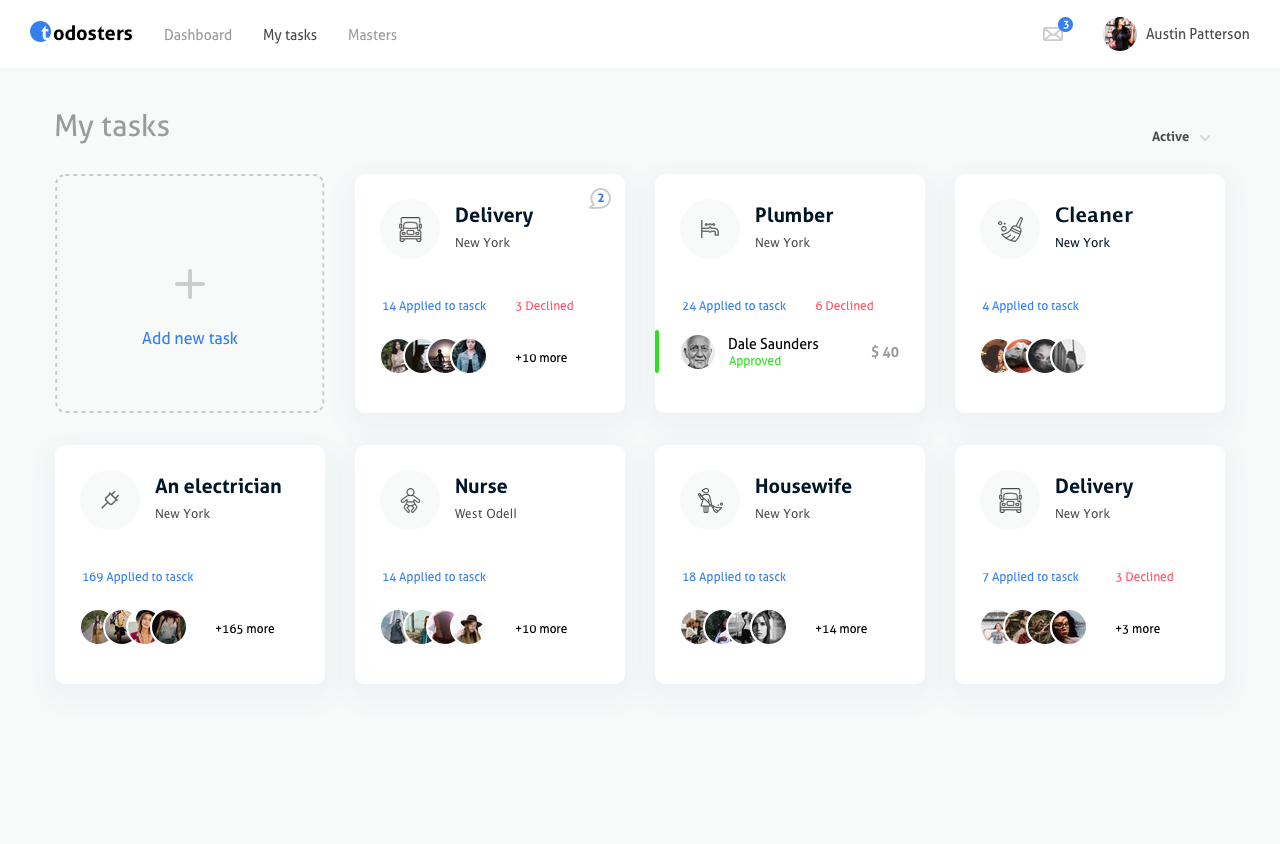 todosters
Dashboard
My tasks
Masters
3
Austin Patterson
My tasks
Active
Add new task
Delivery
New York
2
14 Applied to tasck
3 Declined
+10 more
Plumber
New York
24 Applied to tasck
6 Declined
Dale Saunders
Approved
$ 40
Cleaner
New York
4 Applied to tasck
An electrician
New York
169 Applied to tasck
+165 more
Nurse
West Odell
14 Applied to tasck
+10 more
Housewife
New York
18 Applied to tasck
+14 more
Delivery
New York
7 Applied to tasck
3 Declined
+3 more